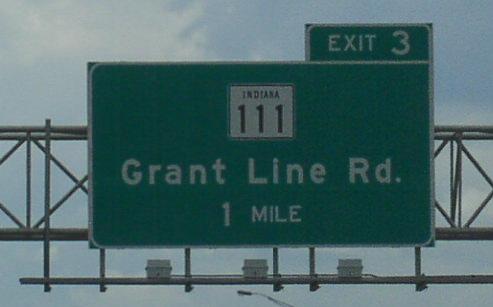 EXIT 3
INDIANA
111
Grant Line Rd.
1 MILE